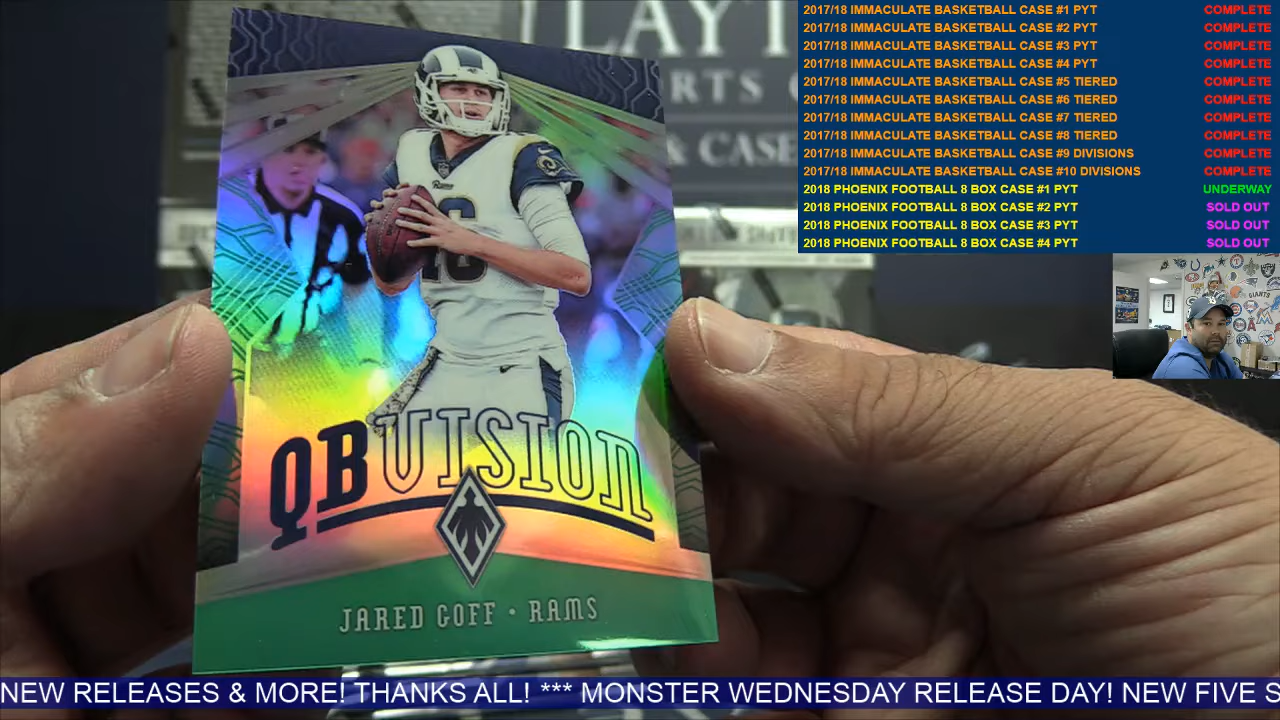 2017/18 IMMACULATE BASKETBALL CASE #1 PYT COMPLETE
2017/18 IMMACULATE BASKETBALL CASE #2 PYT COMPLETE
2017/18 IMMACULATE BASKETBALL CASE #3 PYT COMPLETE
2017/18 IMMACULATE BASKETBALL CASE #4 PYT COMPLETE
2017/18 IMMACULATE BASKETBALL CASE #5 TIERED COMPLETE
2017/18 IMMACULATE BASKETBALL CASE #6 TIERED COMPLETE
2017/18 IMMACULATE BASKETBALL CASE #7 TIERED COMPLETE
2017/18 IMMACULATE BASKETBALL CASE #8 TIERED COMPLETE
2017/18 IMMACULATE BASKETBALL CASE #9 DIVISIONS COMPLETE
2017/18 IMMACULATE BASKETBALL CASE #10 DIVISIONS COMPLETE
2018 PHOENIX FOOTBALL 8 BOX CASE #1 PYT UNDERWAY
2018 PHOENIX FOOTBALL 8 BOX CASE #2 PYT SOLD OUT
2018 PHOENIX FOOTBALL 8 BOX CASE #3 PYT SOLD OUT
2018 PHOENIX FOOTBALL 8 BOX CASE #4 PYT SOLD OUT
LAYT
RTS
& CASE
16
GIANTS
QB VISION
JARED GOFF • RAMS
NEW RELEASES & MORE! THANKS ALL! *** MONSTER WEDNESDAY RELEASE DAY! NEW FIVE S